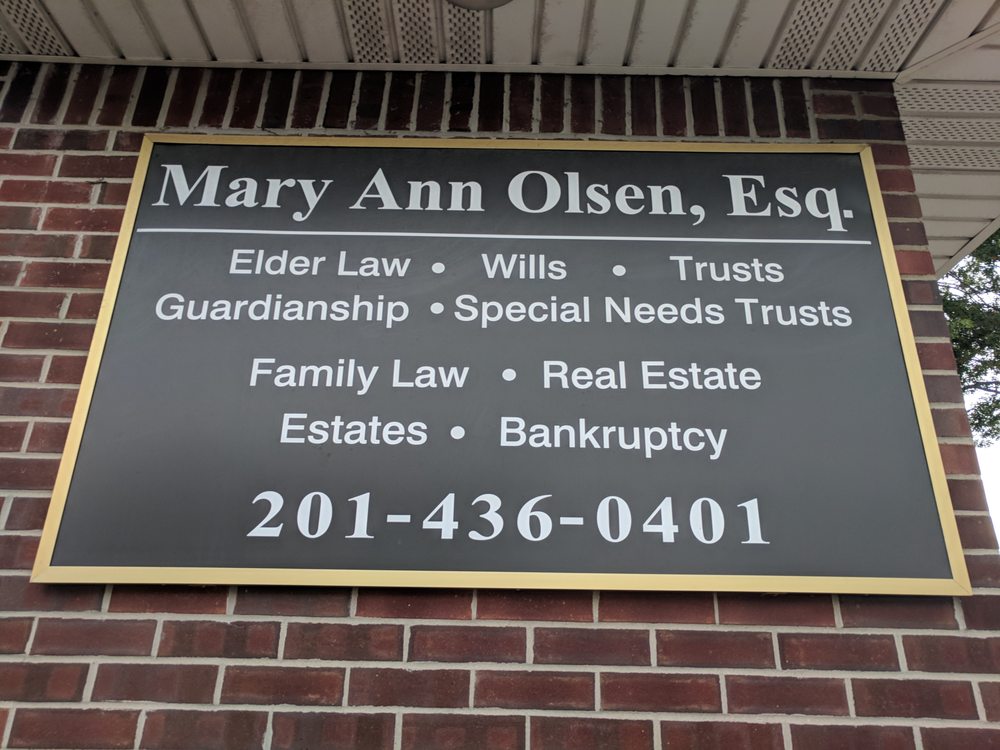 Mary Ann Olsen, Esq.
Elder Law • Wills • Trusts
Guardianship • Special Needs Trusts
Family Law • Real Estate
Estates • Bankruptcy
201-436-0401